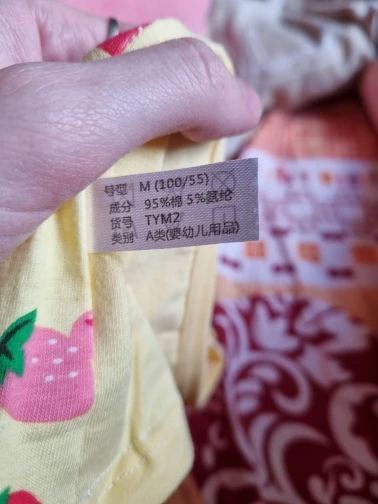 号型 M (100/55)
成分 95%棉 5%氨纶
货号 TYM2
类别 A类(婴幼儿用品)